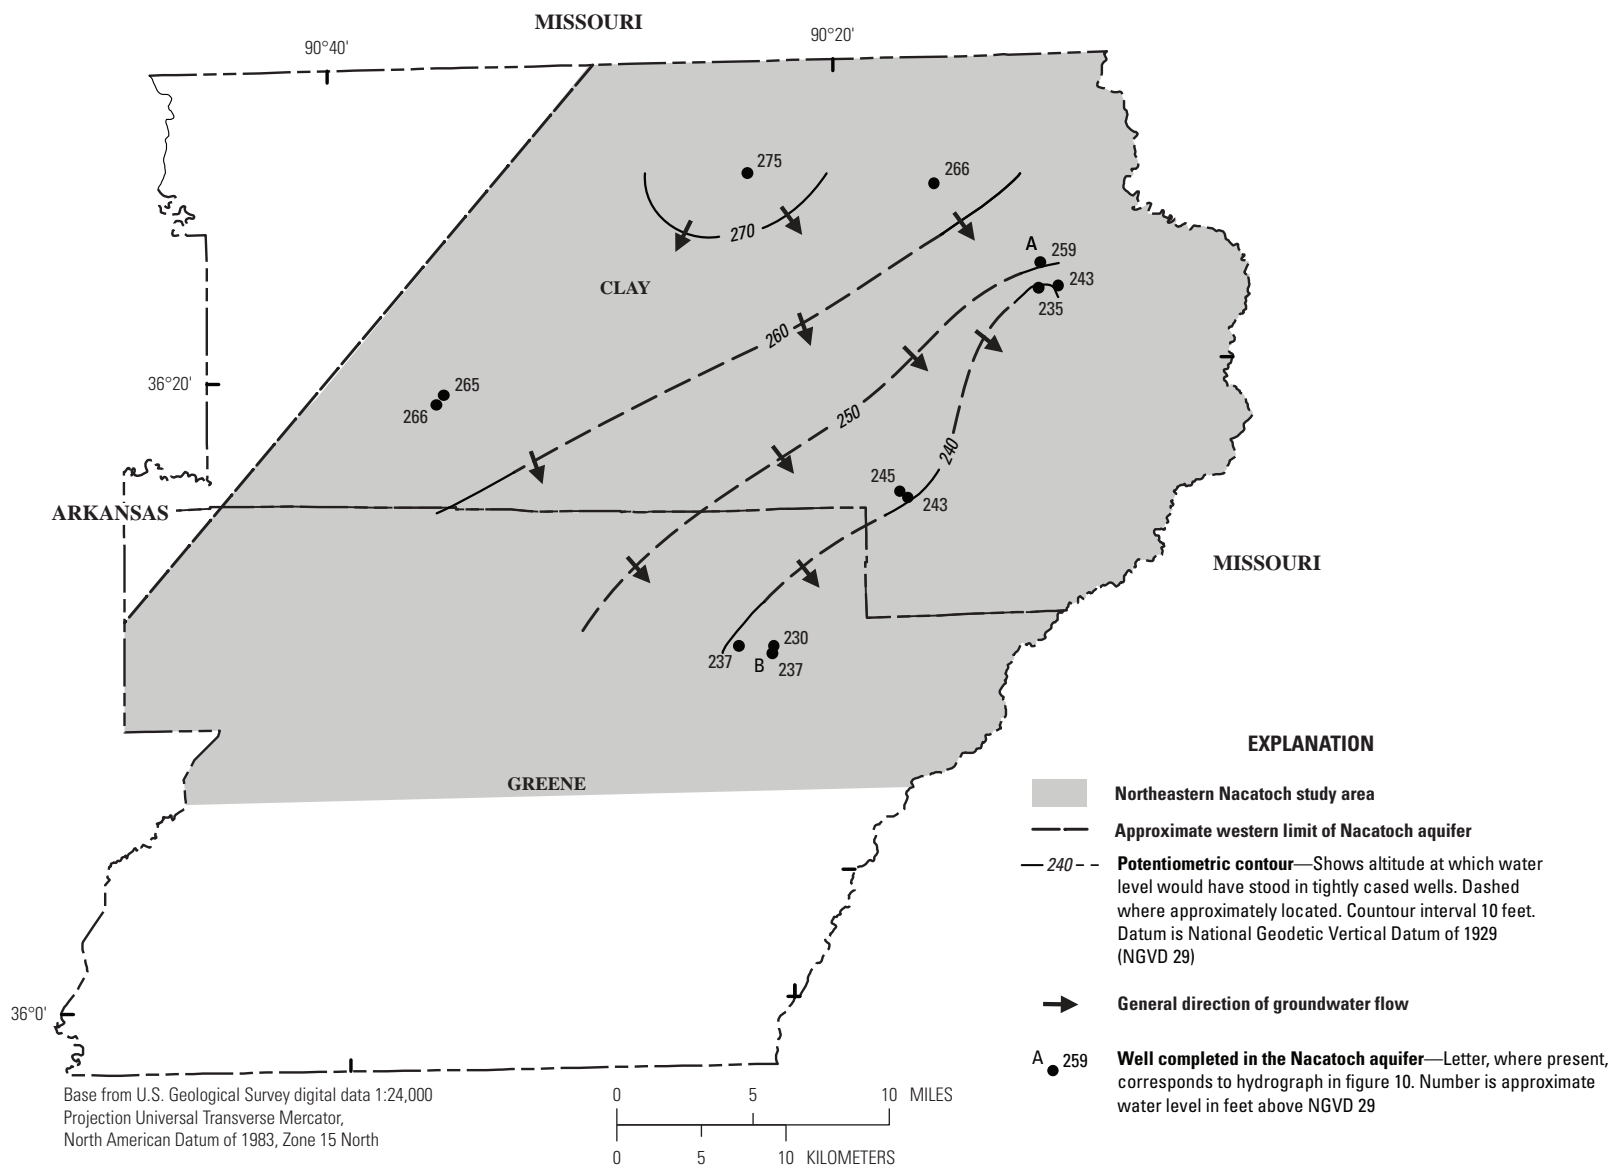 MISSOURI
90°40'
90°20'
275
266
270
A
259
CLAY
243
235
260
36°20'
265
266
250
240
245
243
ARKANSAS
MISSOURI
230
237
B
237
GREENE
EXPLANATION
Northeastern Nacatoch study area
Approximate western limit of Nacatoch aquifer
240
Potentiometric contour—Shows altitude at which water
level would have stood in tightly cased wells. Dashed
where approximately located. Countour interval 10 feet.
Datum is National Geodetic Vertical Datum of 1929
(NGVD 29)
General direction of groundwater flow
A
259
Well completed in the Nacatoch aquifer—Letter, where present,
corresponds to hydrograph in figure 10. Number is approximate
water level in feet above NGVD 29
36°0'
Base from U.S. Geological Survey digital data 1:24,000
Projection Universal Transverse Mercator,
North American Datum of 1983, Zone 15 North
0 5 10 MILES
0 5 10 KILOMETERS